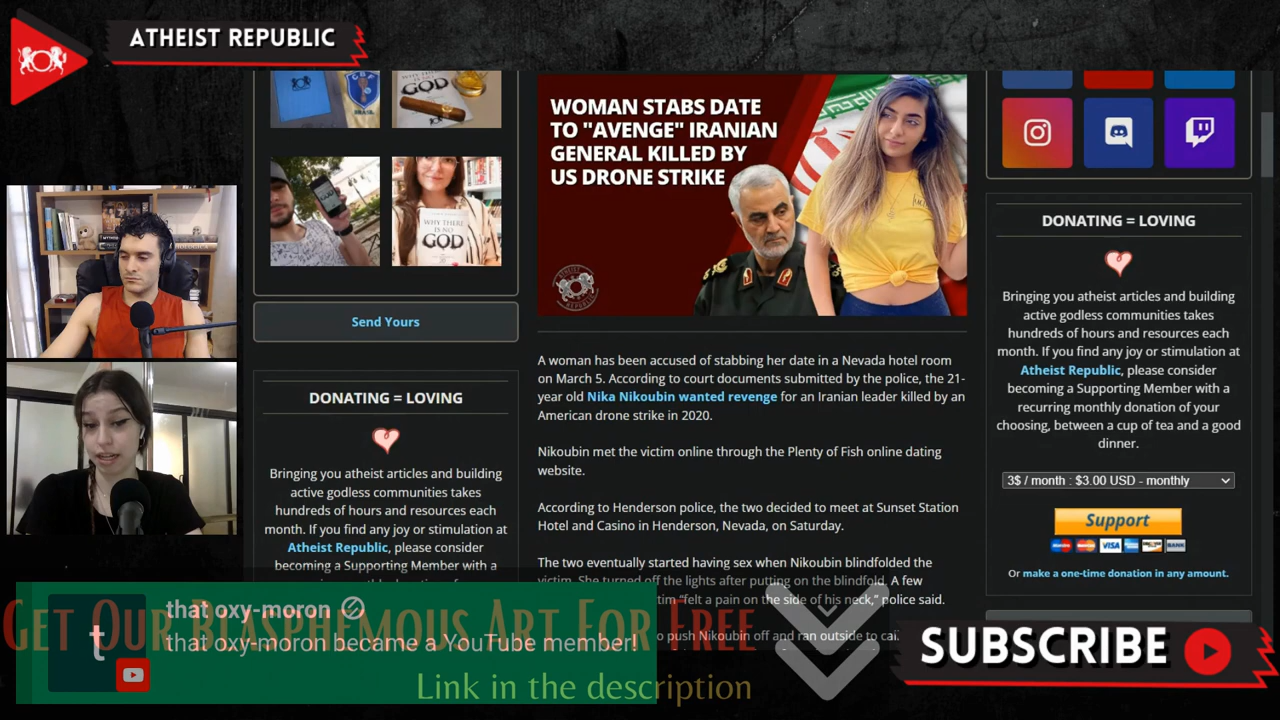 ATHEIST REPUBLIC
GOD
WHY THERE
IS NO
GOD
Send Yours
DONATING = LOVING
Bringing you atheist articles and building
active godless communities takes
hundreds of hours and resources each
month. If you find any joy or stimulation at
Atheist Republic, please consider
becoming a Supporting Member with a
WOMAN STABS DATE
TO "AVENGE" IRANIAN
GENERAL KILLED BY
US DRONE STRIKE
A woman has been accused of stabbing her date in a Nevada hotel room
on March 5. According to court documents submitted by the police, the 21-
year old Nika Nikoubin wanted revenge for an Iranian leader killed by an
American drone strike in 2020.
Nikoubin met the victim online through the Plenty of Fish online dating
website.
According to Henderson police, the two decided to meet at Sunset Station
Hotel and Casino in Henderson, Nevada, on Saturday.
The two eventually started having sex when Nikoubin blindfolded the
victim. She turned off the lights after putting on the blindfold. A few
"felt a pain on the side of his neck," police said.
push Nikoubin off and ran outside to
DONATING = LOVING
Bringing you atheist articles and building
active godless communities takes
hundreds of hours and resources each
month. If you find any joy or stimulation at
Atheist Republic, please consider
becoming a Supporting Member with a
recurring monthly donation of your
choosing, between a cup of tea and a good
dinner.
3$ / month : $3.00 USD - monthly
Support
VISA
BANK
Or make a one-time donation in any amount.
GET OUR BLASPHEMOUS ART FOR FREE
Link in the description
t
that oxy-moron
that oxy-moron became a YouTube member!
SUBSCRIBE